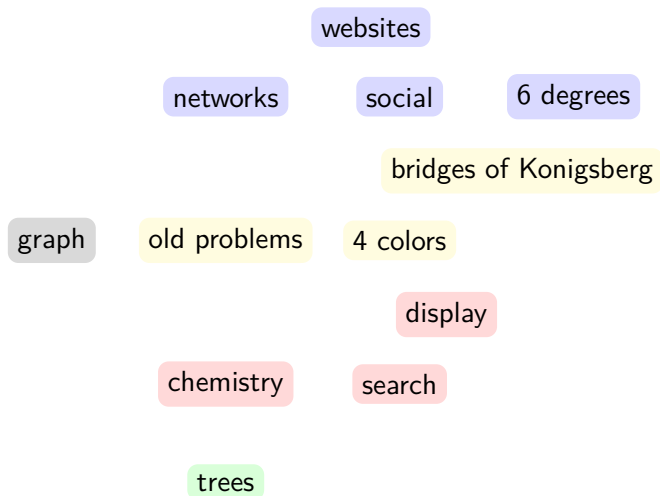 websites
networks social 6 degrees
bridges of Konigsberg
graph old problems 4 colors
display
chemistry search
trees